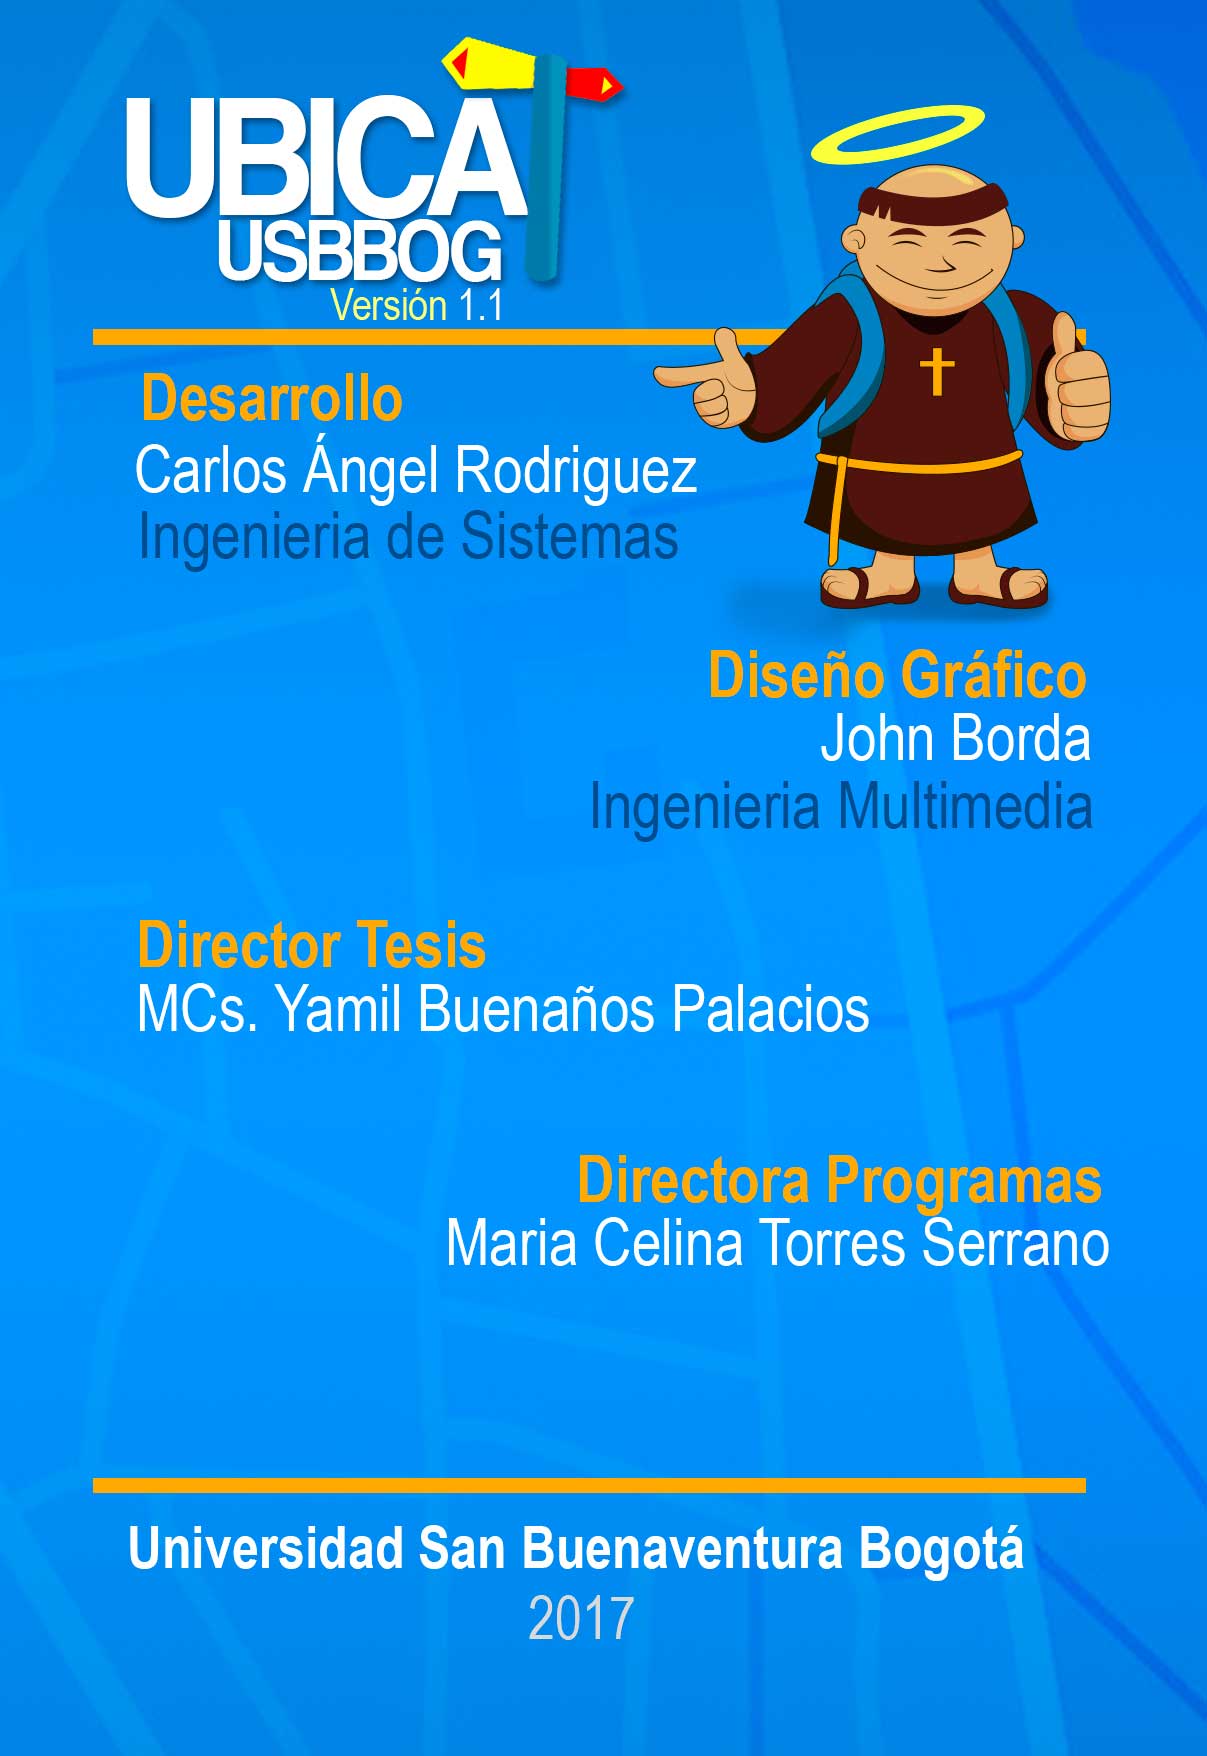 UBICA
USBBOG
Versión 1.1
Desarrollo
Carlos Ángel Rodriguez
Ingenieria de Sistemas
Diseño Gráfico
John Borda
Ingenieria Multimedia
Director Tesis
MCs. Yamil Buenaños Palacios
Directora Programas
Maria Celina Torres Serrano
Universidad San Buenaventura Bogotá
2017